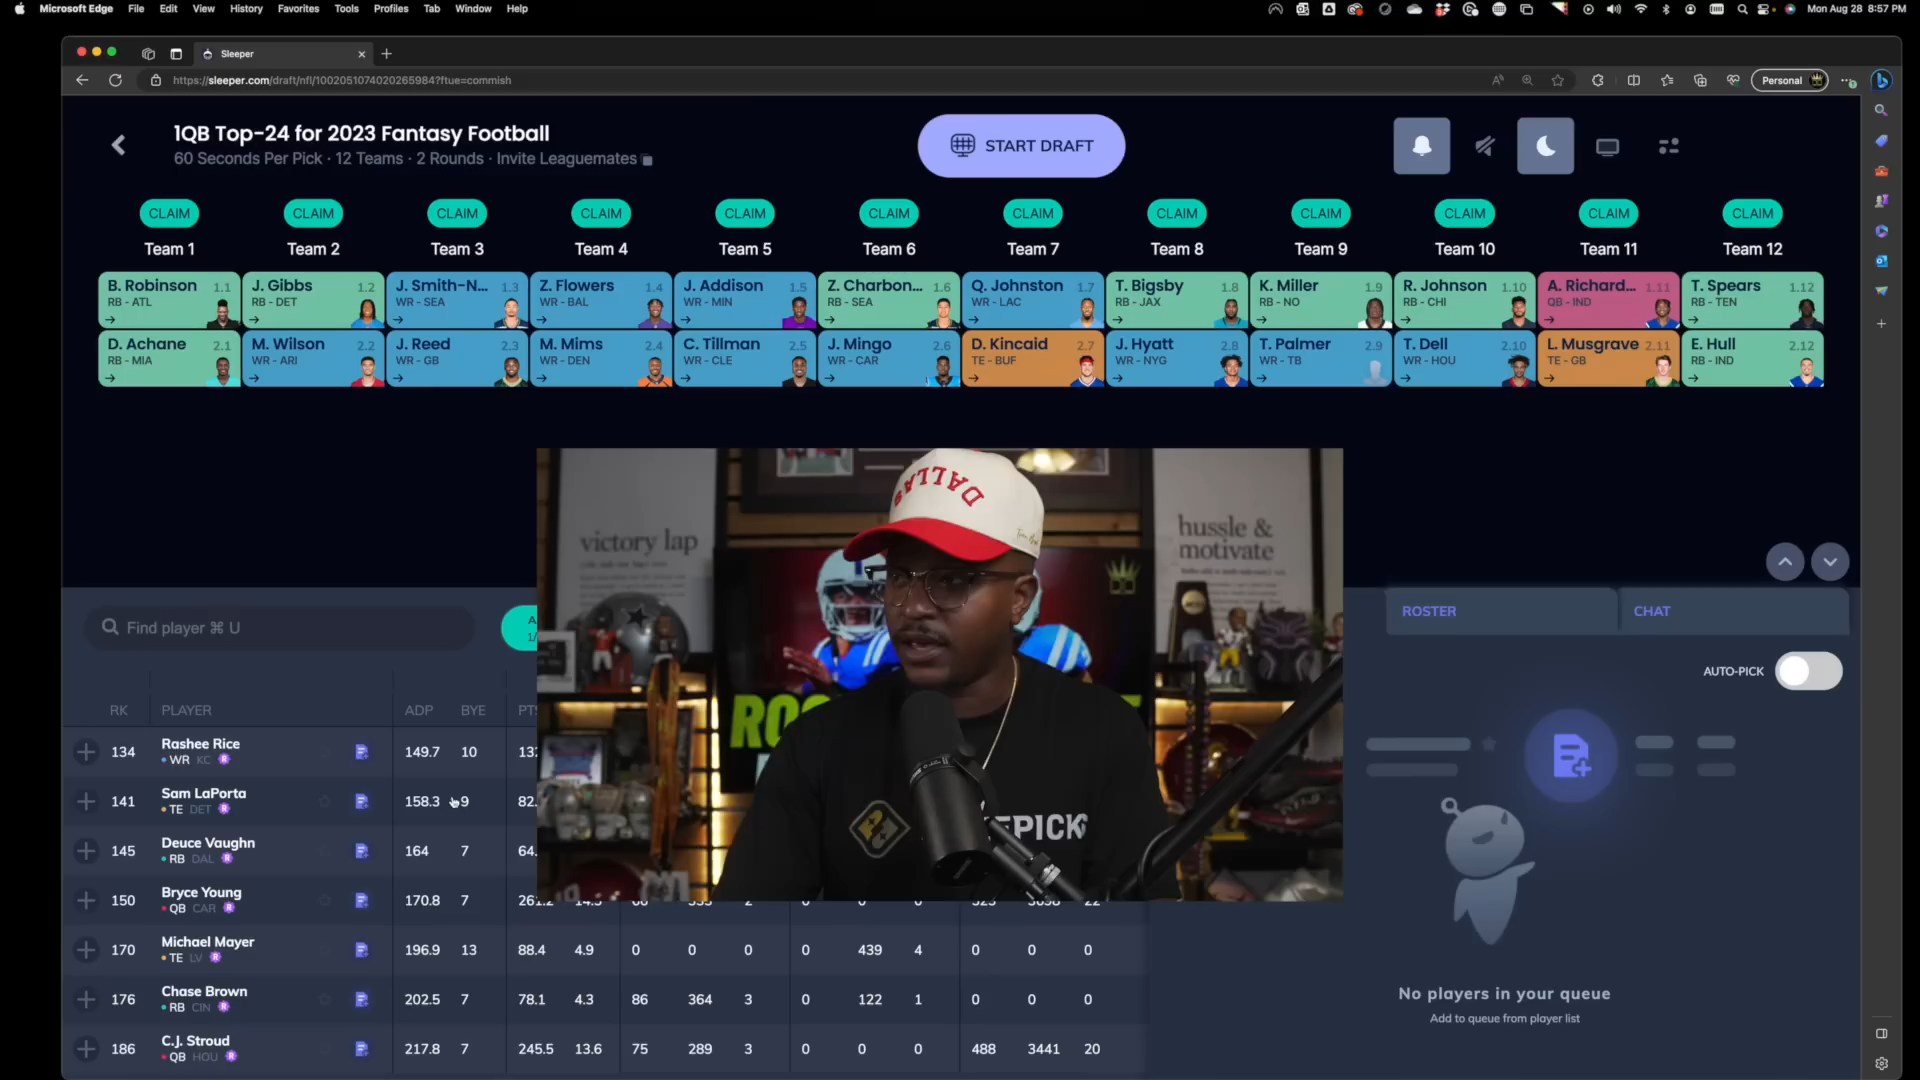 Microsoft Edge File Edit View History Favorites Tools Profiles Tab Window Help Mon Aug 28 8:57 PM
Sleeper
https://sleeper.com/draft/nfl/1002051074020265984?ftue=commish Personal
1QB Top-24 for 2023 Fantasy Football
60 Seconds Per Pick · 12 Teams · 2 Rounds · Invite Leaguemates
START DRAFT
CLAIM CLAIM CLAIM CLAIM CLAIM CLAIM CLAIM CLAIM CLAIM CLAIM CLAIM CLAIM
Team 1 Team 2 Team 3 Team 4 Team 5 Team 6 Team 7 Team 8 Team 9 Team 10 Team 11 Team 12
B. Robinson 1.1 J. Gibbs 1.2 J. Smith-N... 1.3 Z. Flowers 1.4 J. Addison 1.5 Z. Charbon... 1.6 Q. Johnston 1.7 T. Bigsby 1.8 K. Miller 1.9 R. Johnson 1.10 A. Richard... 1.11 T. Spears 1.12
RB - ATL RB - DET WR - SEA WR - BAL WR - MIN RB - SEA WR - LAC RB - JAX RB - NO RB - CHI QB - IND RB - TEN
D. Achane 2.1 M. Wilson 2.2 J. Reed 2.3 M. Mims 2.4 C. Tillman 2.5 J. Mingo 2.6 D. Kincaid 2.7 J. Hyatt 2.8 T. Palmer 2.9 T. Dell 2.10 L. Musgrave 2.11 E. Hull 2.12
RB - MIA WR - ARI WR - GB WR - DEN WR - CLE WR - CAR TE - BUF WR - NYG WR - TB WR - HOU TE - GB RB - IND
DALLAS
victory lap
hussle &
motivate
Find player ⌘ U
ROSTER CHAT
AUTO-PICK
RK PLAYER ADP BYE
134 Rashee Rice 149.7 10
WR KC R
141 Sam LaPorta 158.3 9
TE DET R
145 Deuce Vaughn 164 7
RB DAL R
150 Bryce Young 170.8 7
QB CAR R
170 Michael Mayer 196.9 13 88.4 4.9 0 0 0 0 439 4 0 0 0
TE LV R
176 Chase Brown 202.5 7 78.1 4.3 86 364 3 0 122 1 0 0 0
RB CIN R
186 C.J. Stroud 217.8 7 245.5 13.6 75 289 3 0 0 0 488 3441 20
QB HOU R
No players in your queue
Add to queue from player list